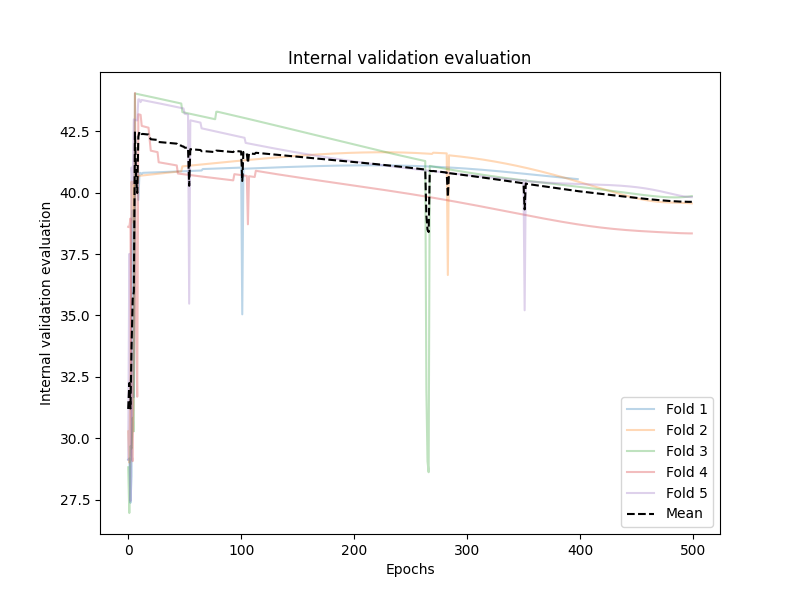 Internal validation evaluation
Internal validation evaluation
42.5
40.0
37.5
35.0
32.5
30.0
27.5
0
100
200
300
400
500
Epochs
Fold 1
Fold 2
Fold 3
Fold 4
Fold 5
Mean